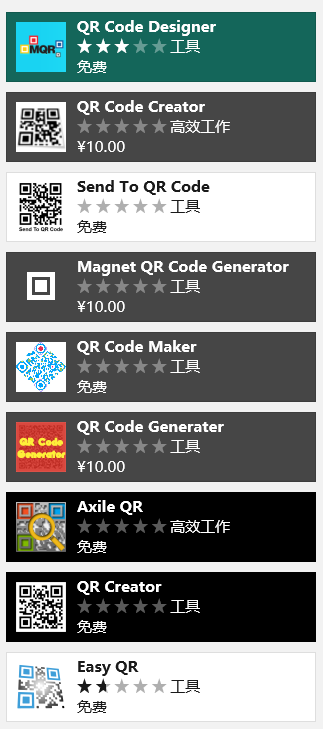 QR Code Designer
MQR
工具
免费
QR Code Creator
高效工作
¥10.00
Send To QR Code
Send To QR Code
工具
免费
Magnet QR Code Generator
工具
¥10.00
QR Code Maker
工具
免费
QR Code Generater
QR Code
Generator
工具
¥10.00
Axile QR
高效工作
免费
QR Creator
工具
免费
Easy QR
工具
免费